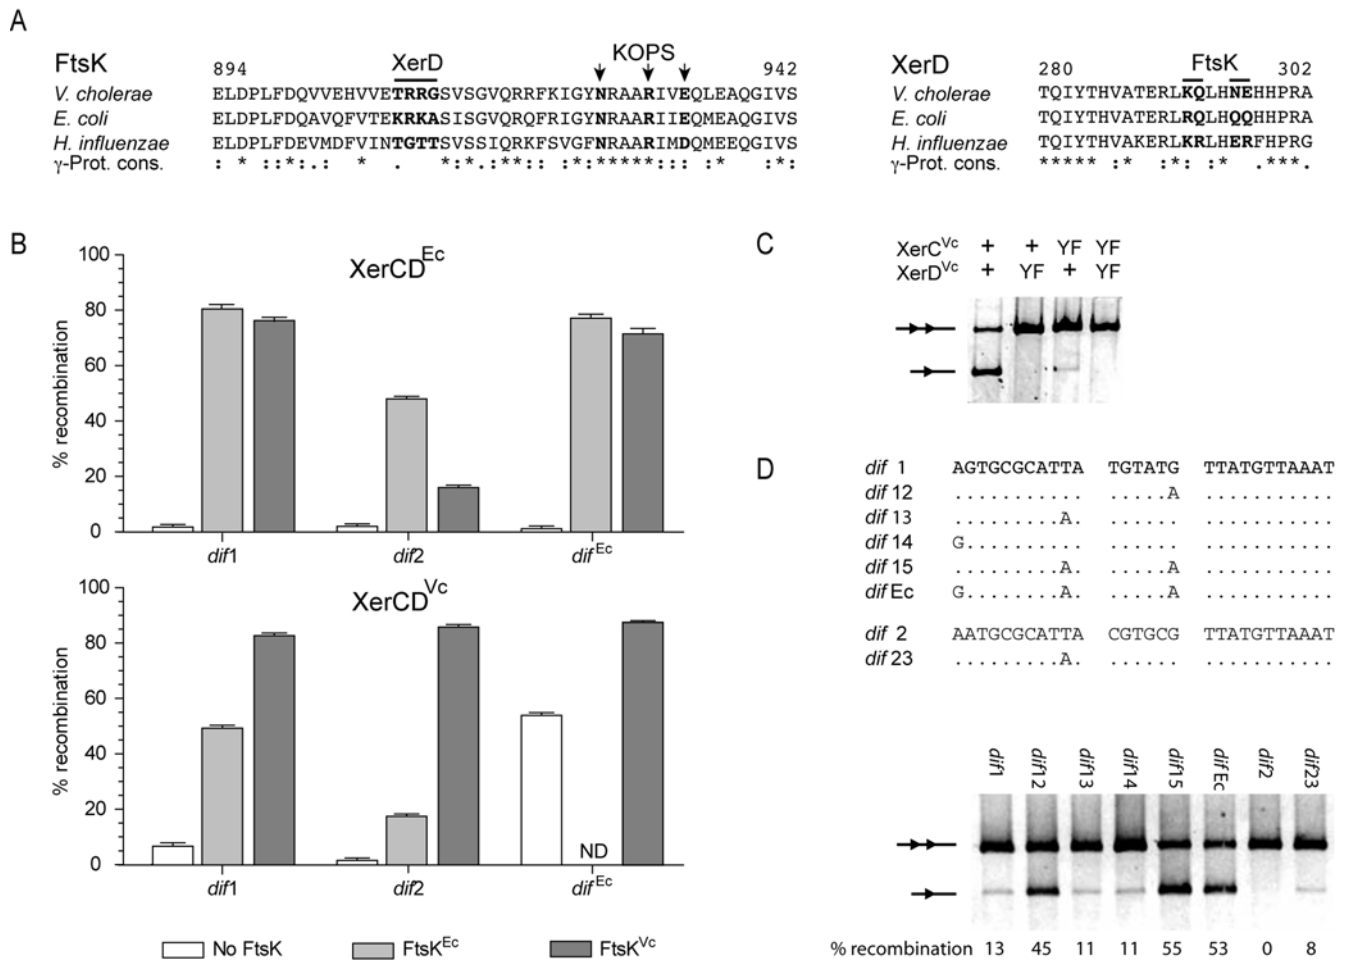 A
FtsK
894
XerD
KOPS
942
V. cholerae ELDPLFDQVVEHVVETRRGSVSGVQRRFKIGYNRAARIVEQLEAQGIVS
E. coli ELDPLFDQAVQFVTEKRKASISGVQRQFRIGYNRAARIIEQMEAQGIVS
H. influenzae ELDPLFDEVMDFVINTGTTSVSSIQRKFSVGFNRAARIMDQMEEQGIVS
γ-Prot. cons.
XerD
280
FtsK
302
V. cholerae TQIYTHVATERLKQLHNEHHPRA
E. coli TQIYTHVATERLRQLHQQHHPRA
H. influenzae TQIYTHVAKERLKRLHERFHPRG
γ-Prot. cons.
B
XerCD Ec
% recombination
100
80
60
40
20
0
dif1 dif2 dif Ec
XerCD Vc
% recombination
100
80
60
40
20
0
ND
dif1 dif2 dif Ec
No FtsK FtsK Ec FtsK Vc
C
XerC Vc + + YF YF
XerD Vc + YF + YF
D
dif 1 AGTGCGCATTA TGTATG TTATGTTAAAT
dif 12 .......... .....A ...........
dif 13 .........A. ...... ...........
dif 14 G.......... ...... ...........
dif 15 .........A. .....A ...........
dif Ec G........A. .....A ...........
dif 2 AATGCGCATTA CGTGCG TTATGTTAAAT
dif 23 .........A. ...... ...........
dif1 dif12 dif13 dif14 dif15 dif Ec dif2 dif23
% recombination 13 45 11 11 55 53 0 8